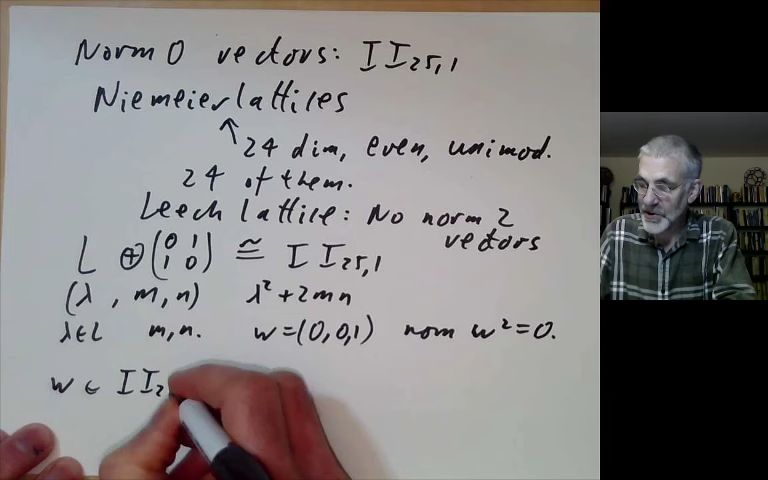 Norm 0 vectors: II₂₅,₁
Niemeier lattices
↑ 24 dim, even, unimod.
24 of them.
Leech lattice: No norm 2
vectors
L ⊕ (0 1 / 1 0) ≅ II₂₅,₁
(λ, m, n) λ² + 2mn
λ∈L m,n. w=(0,0,1) norm w²=0.
w ∈ II₂